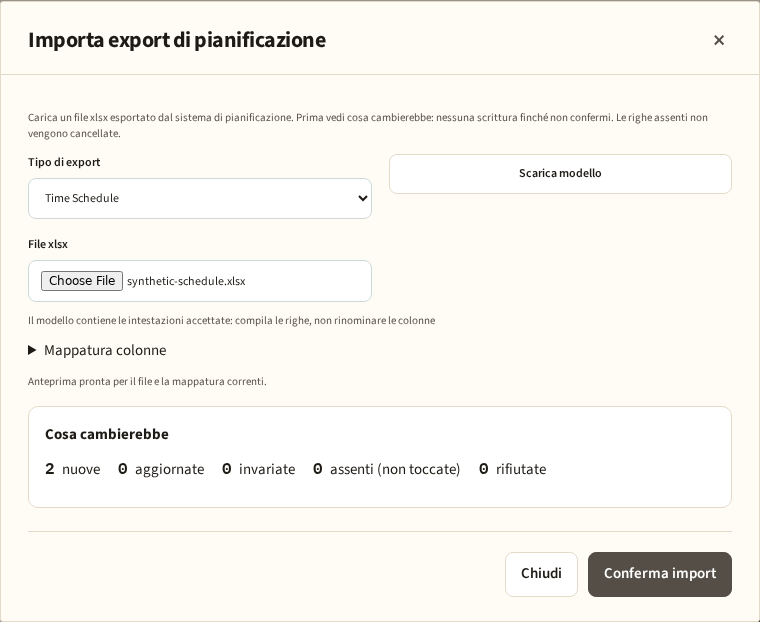 Importa export di pianificazione
×
Carica un file xlsx esportato dal sistema di pianificazione. Prima vedi cosa cambierebbe: nessuna scrittura finché non confermi. Le righe assenti non
vengono cancellate.
Tipo di export
Scarica modello
Time Schedule
File xlsx
Choose File synthetic-schedule.xlsx
Il modello contiene le intestazioni accettate: compila le righe, non rinominare le colonne
Mappatura colonne
Anteprima pronta per il file e la mappatura correnti.
Cosa cambierebbe
2 nuove 0 aggiornate 0 invariate 0 assenti (non toccate) 0 rifiutate
Chiudi Conferma import